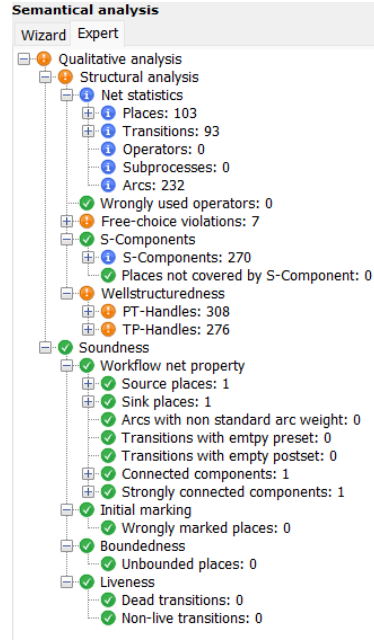 Semantical analysis
Wizard Expert
Qualitative analysis
Structural analysis
Net statistics
Places: 103
Transitions: 93
Operators: 0
Subprocesses: 0
Arcs: 232
Wrongly used operators: 0
Free-choice violations: 7
S-Components
S-Components: 270
Places not covered by S-Component: 0
Wellstructuredness
PT-Handles: 308
TP-Handles: 276
Soundness
Workflow net property
Source places: 1
Sink places: 1
Arcs with non standard arc weight: 0
Transitions with emtpy preset: 0
Transitions with empty postset: 0
Connected components: 1
Strongly connected components: 1
Initial marking
Wrongly marked places: 0
Boundedness
Unbounded places: 0
Liveness
Dead transitions: 0
Non-live transitions: 0